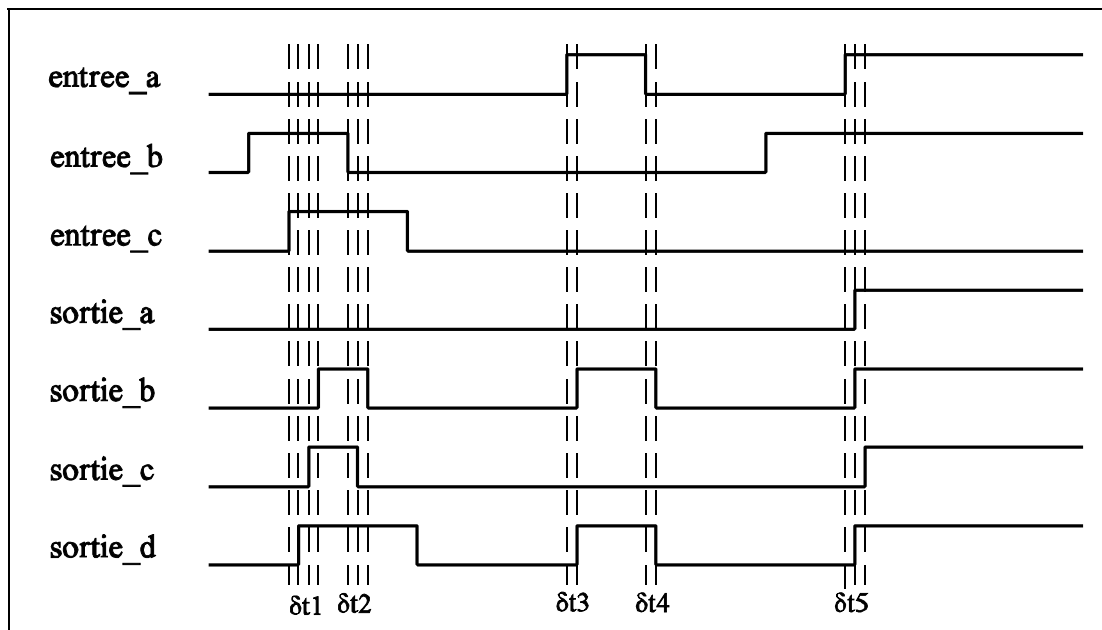 entree_a
entree_b
entree_c
sortie_a
sortie_b
sortie_c
sortie_d
δt1 δt2 δt3 δt4 δt5